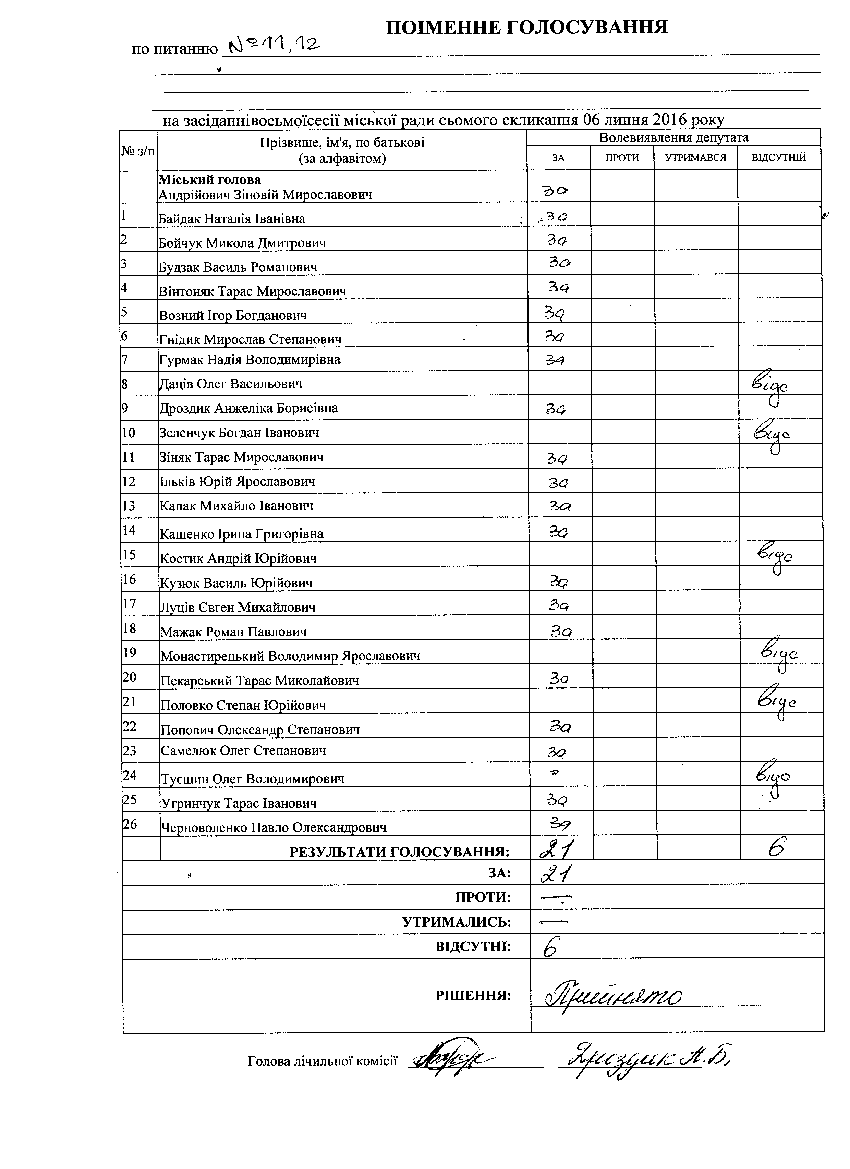 ПОІМЕННЕ ГОЛОСУВАННЯ
по питанню №11,12
на засіданнівосьмоїсесії міської ради сьомого скликання 06 липня 2016 року
№ з/п Прізвище, ім'я, по батькові (за алфавітом) Волевиявлення депутата
ЗА ПРОТИ УТРИМАВСЯ ВІДСУТНІЙ
Міський голова
Андрійович Зіновій Мирославович за
1 Байдак Наталія Іванівна за
2 Бойчук Микола Дмитрович за
3 Будзак Василь Романович за
4 Вінтоняк Тарас Мирославович за
5 Возний Ігор Богданович за
6 Гнідик Мирослав Степанович за
7 Гурмак Надія Володимирівна за
8 Даців Олег Васильович відс
9 Дроздик Анжеліка Борисівна за
10 Зеленчук Богдан Іванович відс
11 Зіняк Тарас Мирославович за
12 Ільків Юрій Ярославович за
13 Капак Михайло Іванович за
14 Кашенко Ірина Григорівна за
15 Костик Андрій Юрійович відс
16 Кузюк Василь Юрійович за
17 Луців Євген Михайлович за
18 Мажак Роман Павлович за
19 Монастирецький Володимир Ярославович відс
20 Пекарський Тарас Миколайович за
21 Половко Степан Юрійович відс
22 Попович Олександр Степанович за
23 Самелюк Олег Степанович за
24 Тусшин Олег Володимирович відс
25 Угринчук Тарас Іванович за
26 Черноволенко Павло Олександрович за
РЕЗУЛЬТАТИ ГОЛОСУВАННЯ: 21 6
ЗА: 21
ПРОТИ: —
УТРИМАЛИСЬ: —
ВІДСУТНІ: 6
РІШЕННЯ: Прийнято
Голова лічильної комісії Дроздик А.Б.